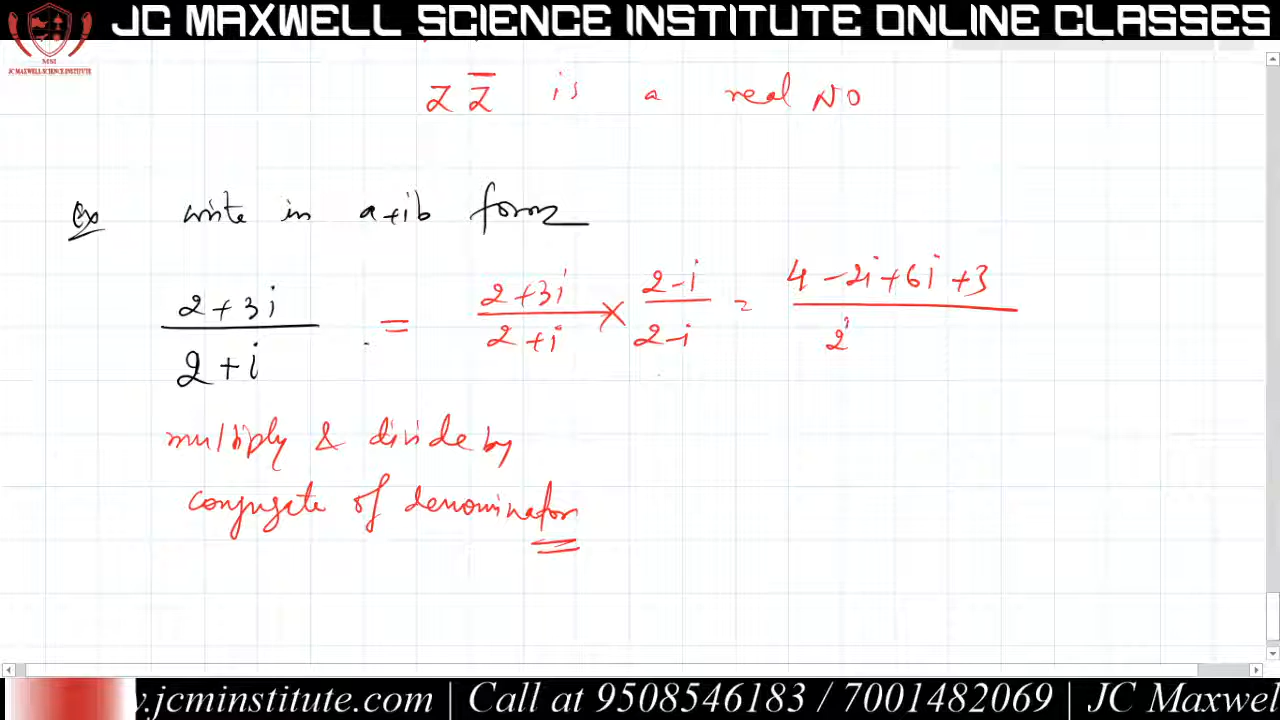 JC MAXWELL SCIENCE INSTITUTE ONLINE CLASSES
MSI
JC MAXWELL SCIENCE INSTITUTE
z z̅ is a real NO
Ex write in a+ib form
2+3i / 2+i = 2+3i / 2+i × 2-i / 2-i = 4-2i+6i+3 / 2
multiply & divide by
conjugate of denominator
.jcminstitute.com | Call at 9508546183 / 7001482069 | JC Maxwel